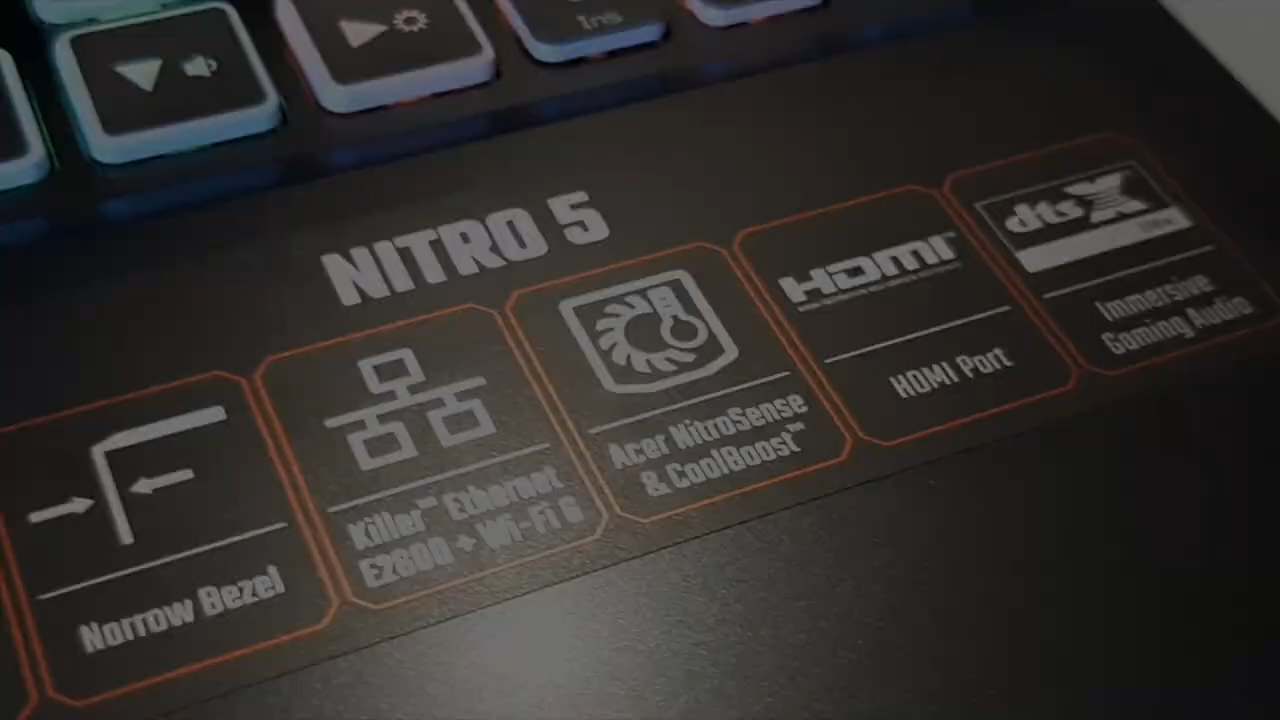 Ins
NITRO 5
Narrow Bezel
Killer™ Ethernet
E2600 + Wi-Fi 6
Acer NitroSense
& CoolBoost™
HDMI
HDMI Port
dts X
Immersive
Gaming Audio